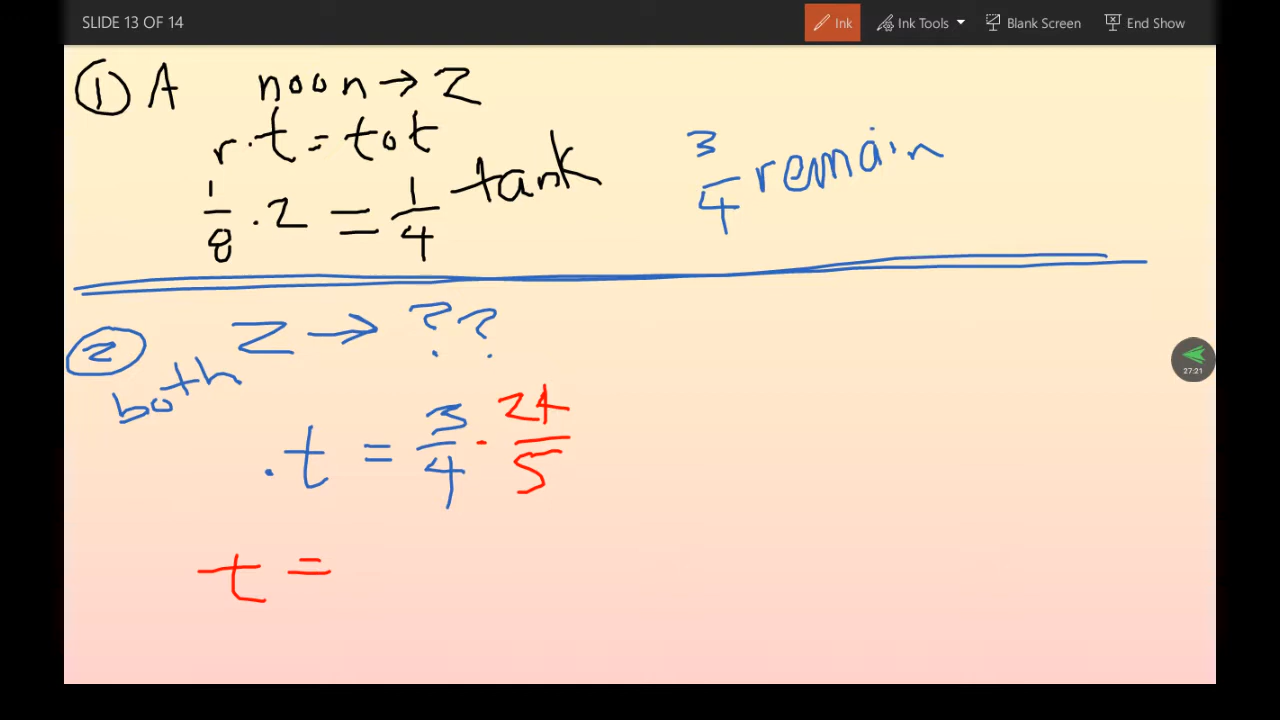 SLIDE 13 OF 14
Ink
Ink Tools
Blank Screen
End Show
① A noon → 2
r·t = tot
1/8 · 2 = 1/4 tank
3/4 remain
② 2 → ??
both
·t = 3/4 · 24/5
t =
27:21